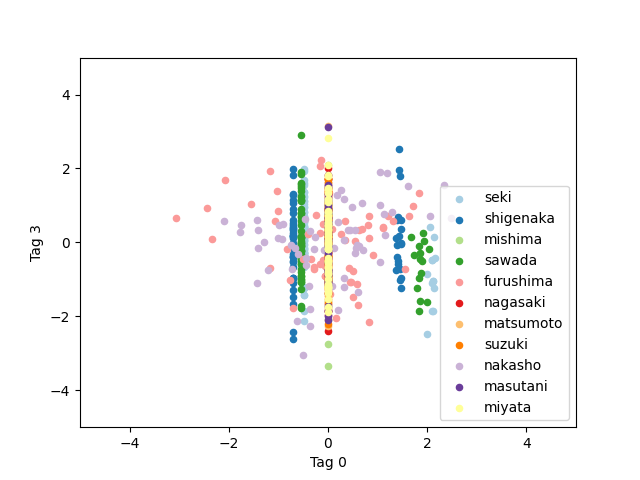 4
2
0
−2
−4
Tag 3
−4
−2
0
2
4
Tag 0
seki
shigenaka
mishima
sawada
furushima
nagasaki
matsumoto
suzuki
nakasho
masutani
miyata